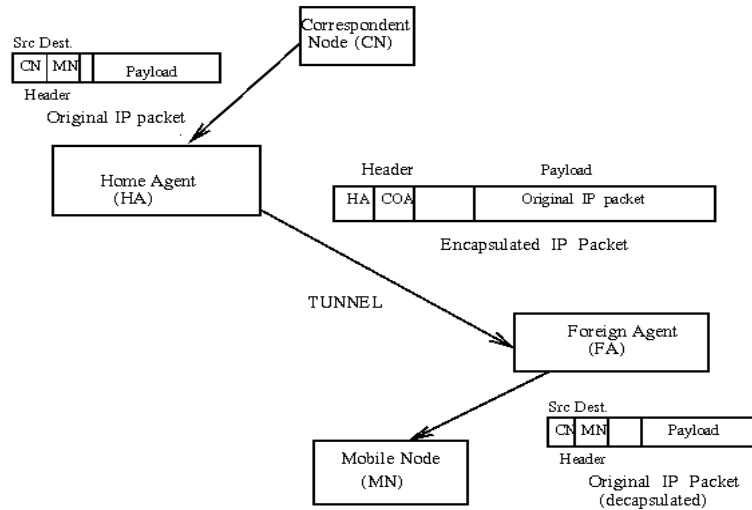 Correspondent
Node (CN)
Src Dest.
CN MN Payload
Header
Original IP packet
Home Agent
(HA)
Header Payload
HA COA Original IP packet
Encapsulated IP Packet
TUNNEL
Foreign Agent
(FA)
Src Dest.
CN MN Payload
Header
Original IP Packet
(decapsulated)
Mobile Node
(MN)